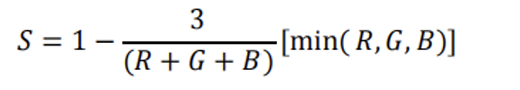 S = 1 − 3/(R + G + B) [min( R, G, B)]